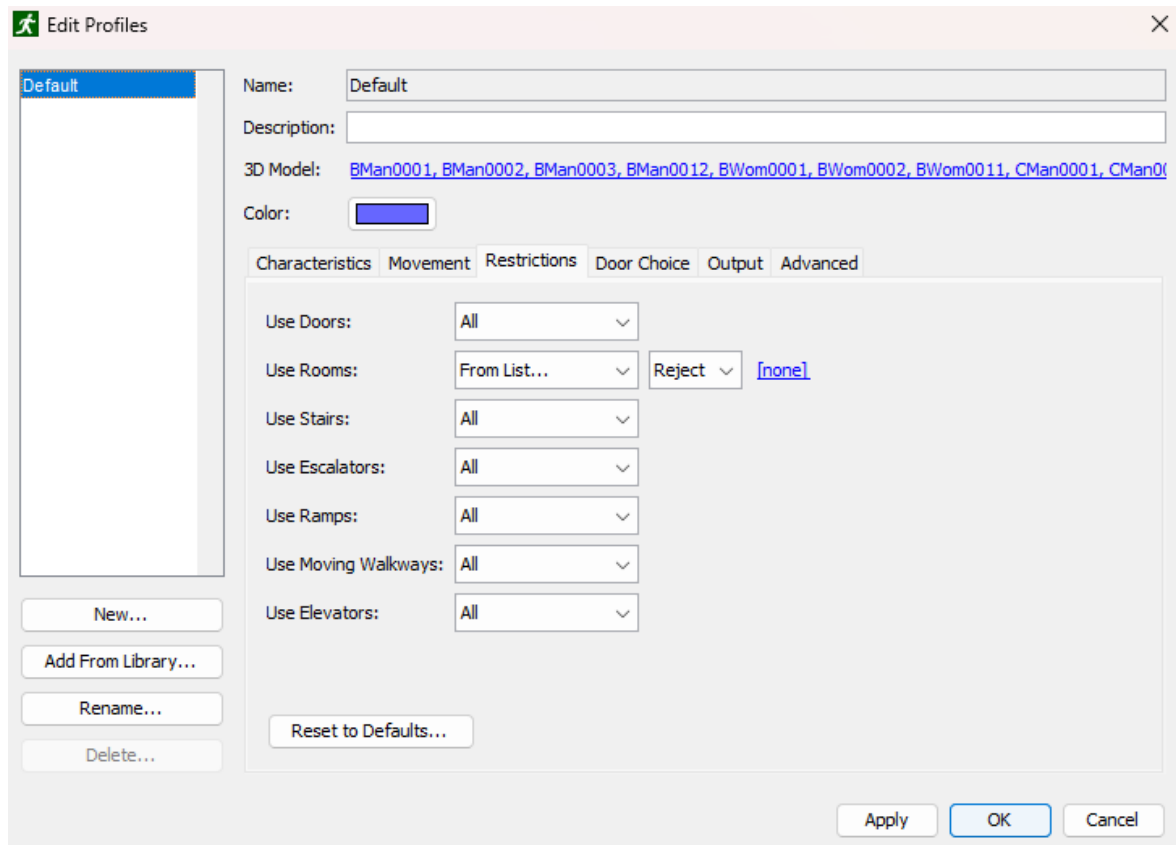 Edit Profiles
Default
Name: Default
Description:
3D Model: BMan0001, BMan0002, BMan0003, BMan0012, BWom0001, BWom0002, BWom0011, CMan0001, CMan00
Color:
Characteristics Movement Restrictions Door Choice Output Advanced
Use Doors: All
Use Rooms: From List... Reject [none]
Use Stairs: All
Use Escalators: All
Use Ramps: All
Use Moving Walkways: All
Use Elevators: All
New...
Add From Library...
Rename...
Delete...
Reset to Defaults...
Apply OK Cancel